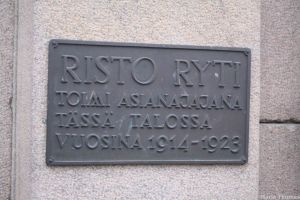 RISTO RYTI
TOIMI ASIANAJAJANA
TÄSSÄ TALOSSA
VUOSINA 1914-1923